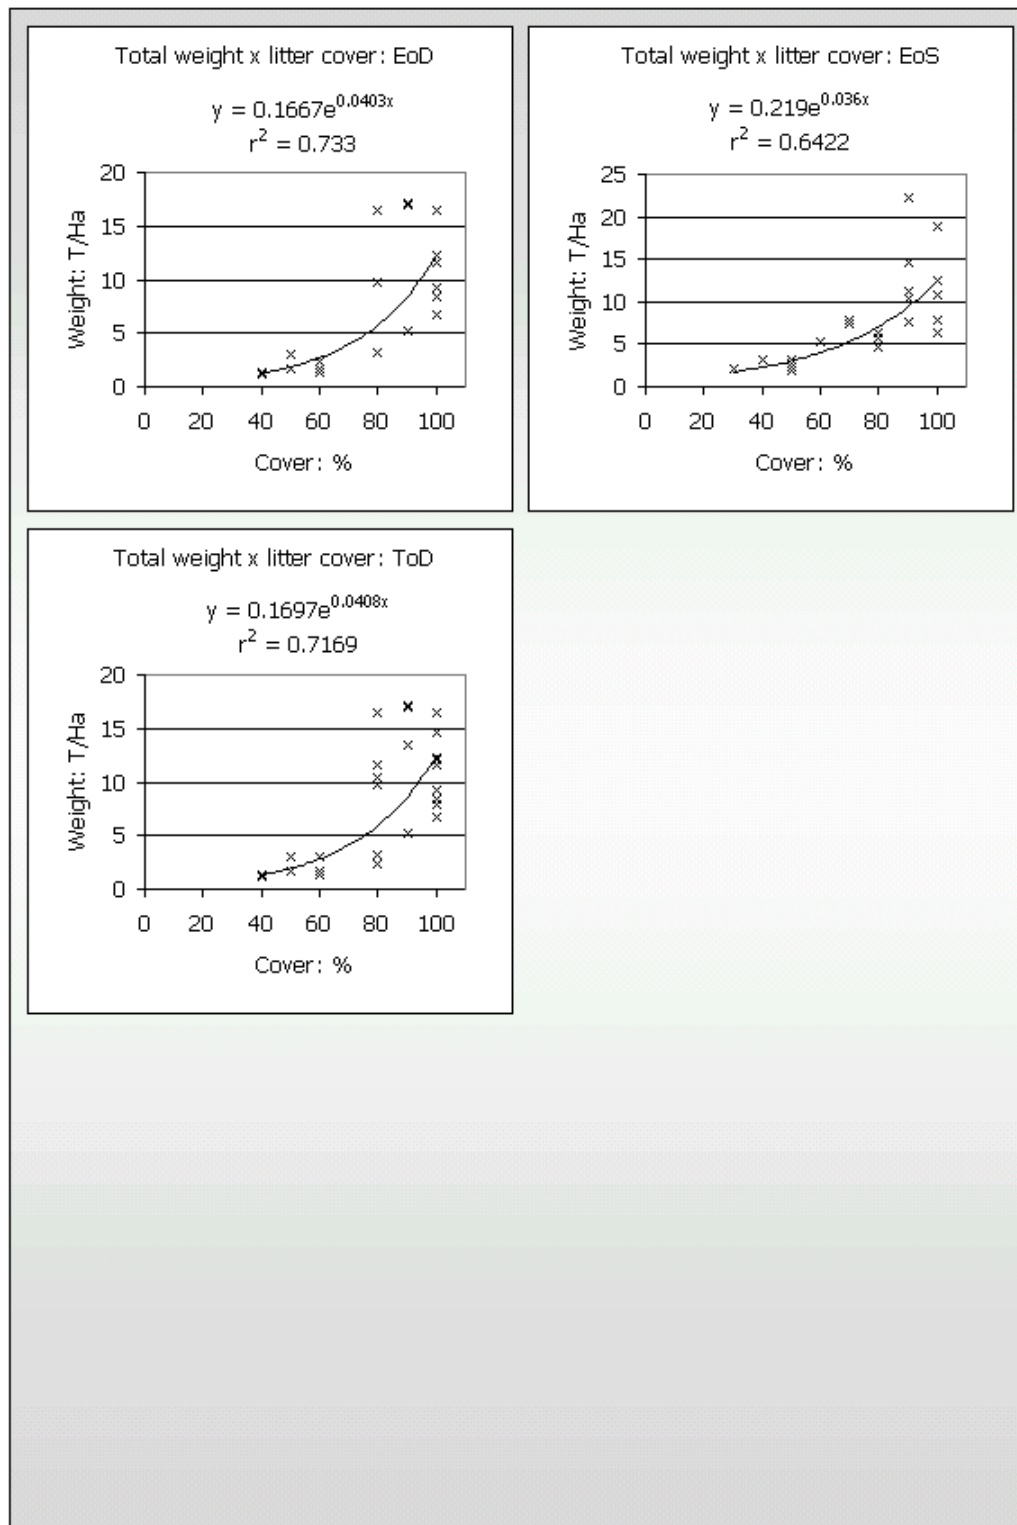 Total weight x litter cover: EoD
y = 0.1667e^0.0403x
r² = 0.733
20
15
10
5
0
Weight: T/Ha
0 20 40 60 80 100
Cover: %
Total weight x litter cover: EoS
y = 0.219e^0.036x
r² = 0.6422
25
20
15
10
5
0
Weight: T/Ha
0 20 40 60 80 100
Cover: %
Total weight x litter cover: ToD
y = 0.1697e^0.0408x
r² = 0.7169
20
15
10
5
0
Weight: T/Ha
0 20 40 60 80 100
Cover: %